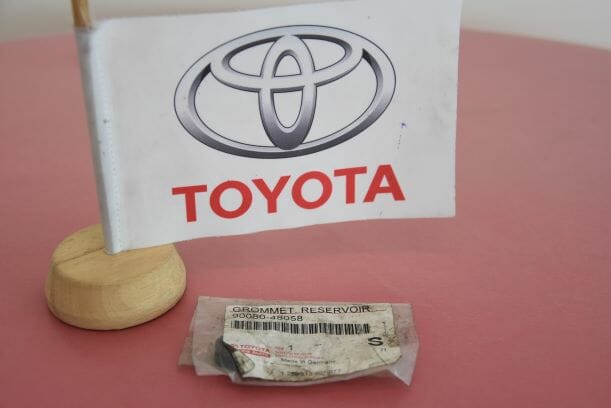 TOYOTA
GROMMET, RESERVOIR
90080-48058
1
S
TOYOTA
Made in Germany